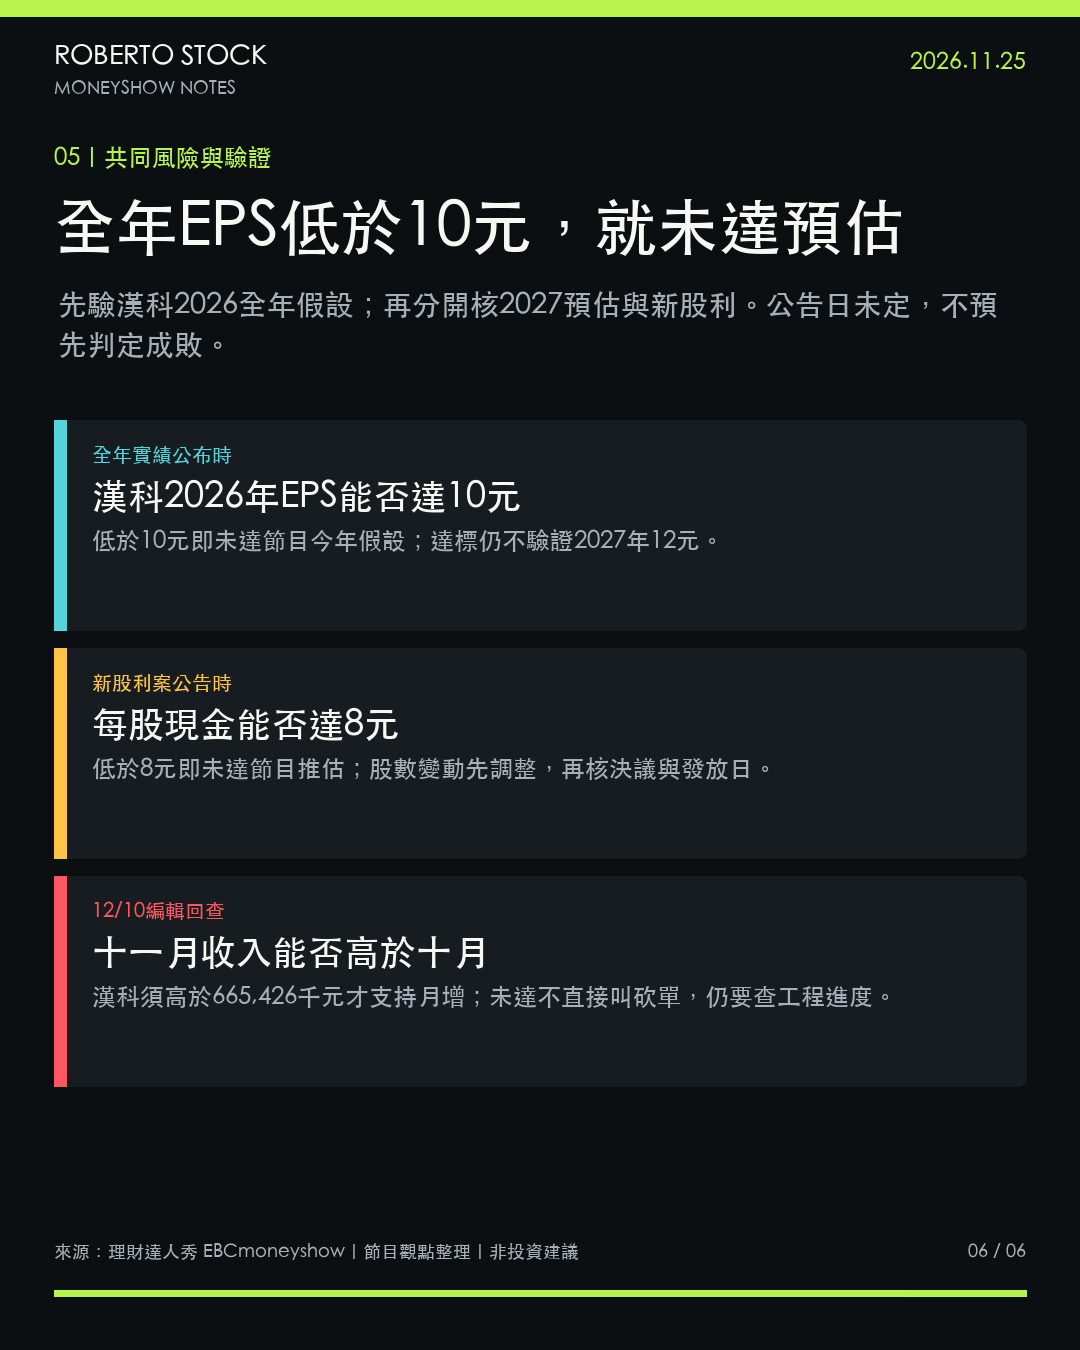 ROBERTO STOCK
MONEYSHOW NOTES
2026.11.25
05｜共同風險與驗證
全年EPS低於10元，就未達預估
先驗漢科2026全年假設；再分開核2027預估與新股利。公告日未定，不預
先判定成敗。
全年實績公布時
漢科2026年EPS能否達10元
低於10元即未達節目今年假設；達標仍不驗證2027年12元。
新股利案公告時
每股現金能否達8元
低於8元即未達節目推估；股數變動先調整，再核決議與發放日。
12/10編輯回查
十一月收入能否高於十月
漢科須高於665,426千元才支持月增；未達不直接叫砍單，仍要查工程進度。
來源：理財達人秀 EBCmoneyshow｜節目觀點整理｜非投資建議
06 / 06